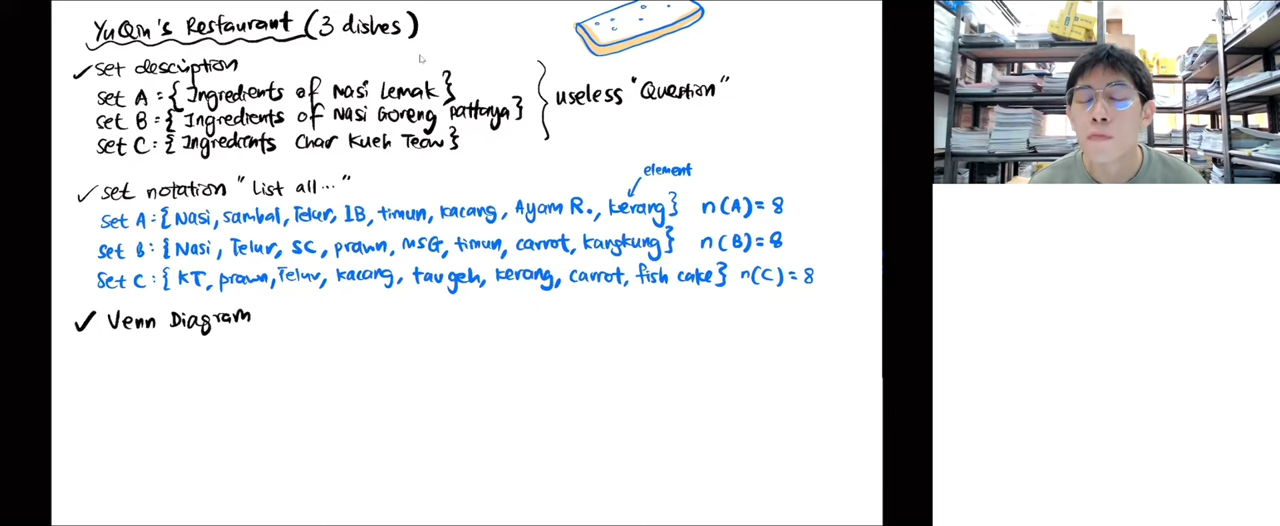 YuQin's Restaurant (3 dishes)
✓ set desciption
set A = { Ingredients of Nasi Lemak }
set B = { Ingredients of Nasi Goreng Pattaya }
set C : { Ingredients Char Kueh Teow }
useless "Question"
element
✓ set notation "List all..."
set A : { Nasi, sambal, Telur, IB, timun, kacang, Ayam R., kerang } n(A) = 8
set B : { Nasi, Telur, SC, prawn, MSG, timun, carrot, kangkung } n(B) = 8
set C : { KT, prawn, Telur, kacang, taugeh, kerang, carrot, fish cake } n(C) = 8
✓ Venn Diagram